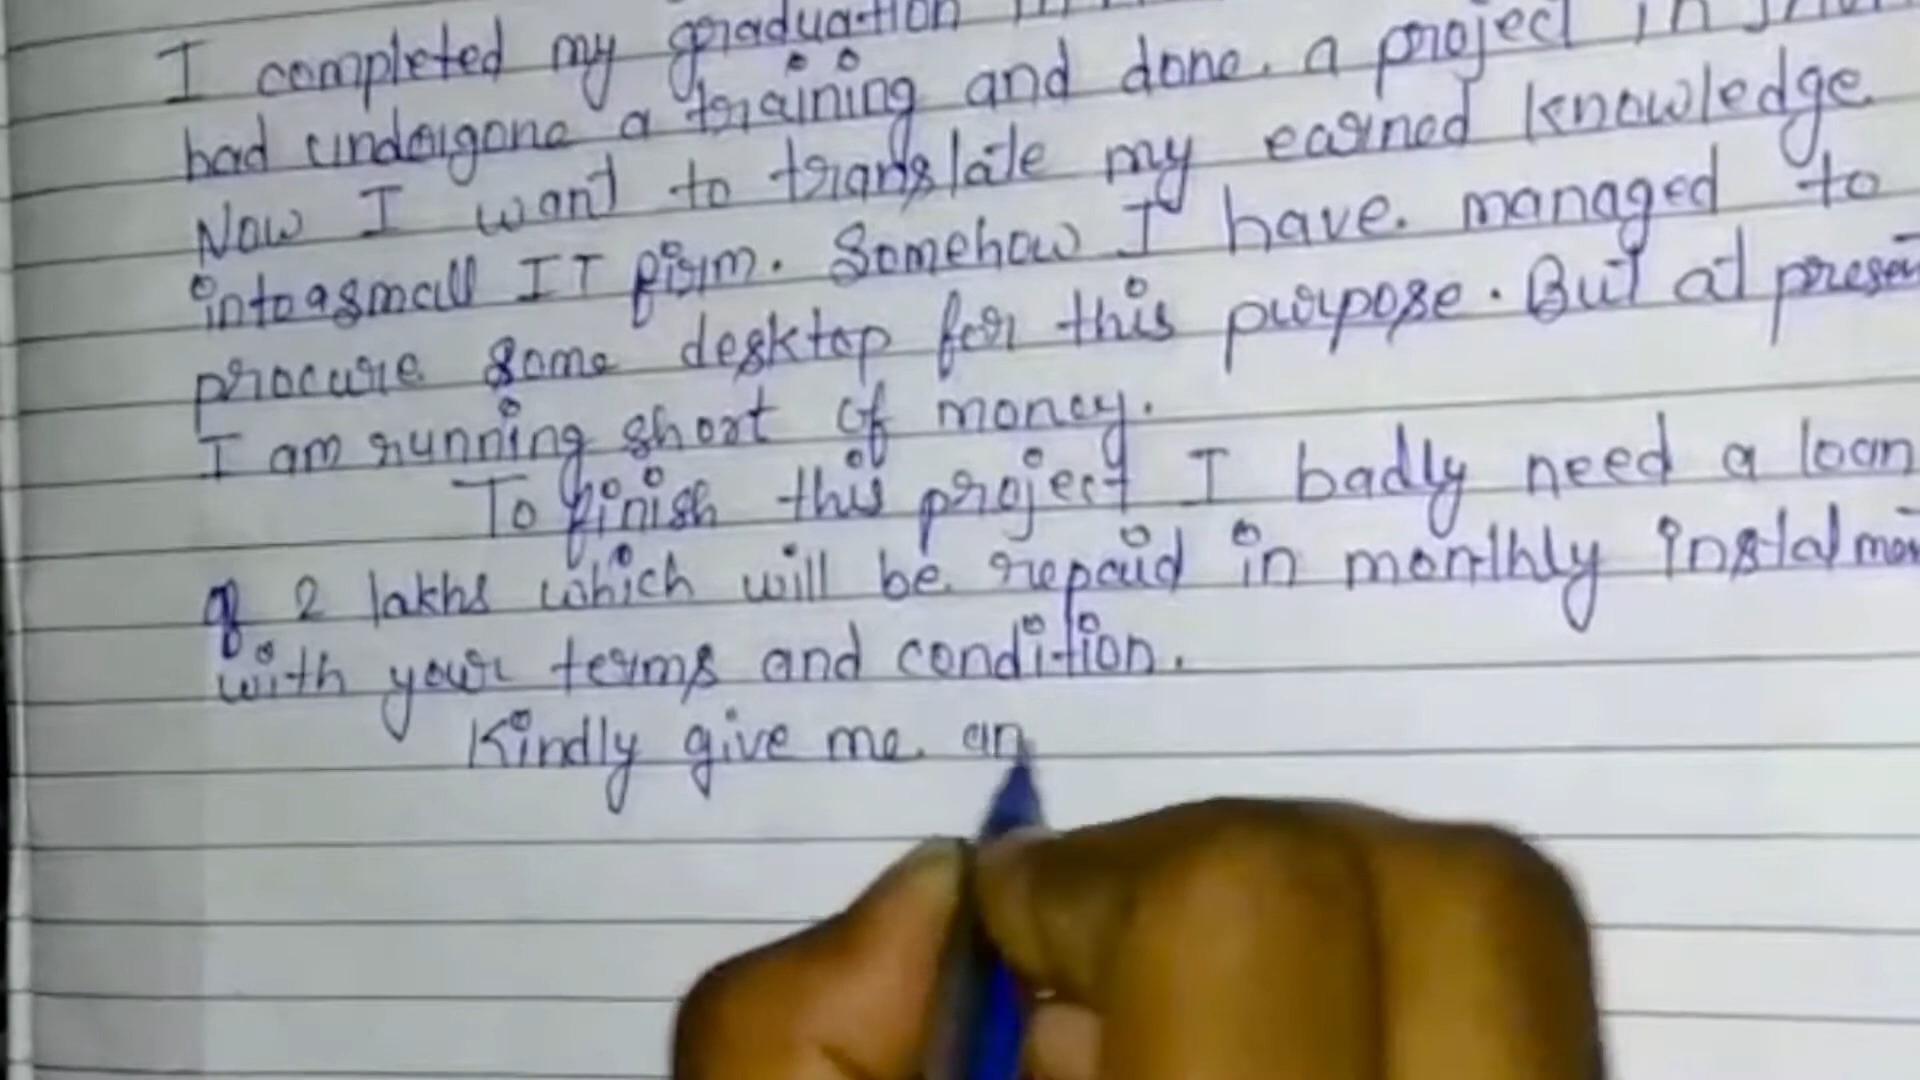 I completed my graduation in
had undergone a training and done a project in
Now I want to translate my earned knowledge
into a small IT firm. Somehow I have managed to
procure some desktop for this purpose. But at
I am running short of money.
To finish this project I badly need a loan
of 2 lakhs which will be repaid in monthly
with your terms and condition.
Kindly give me an